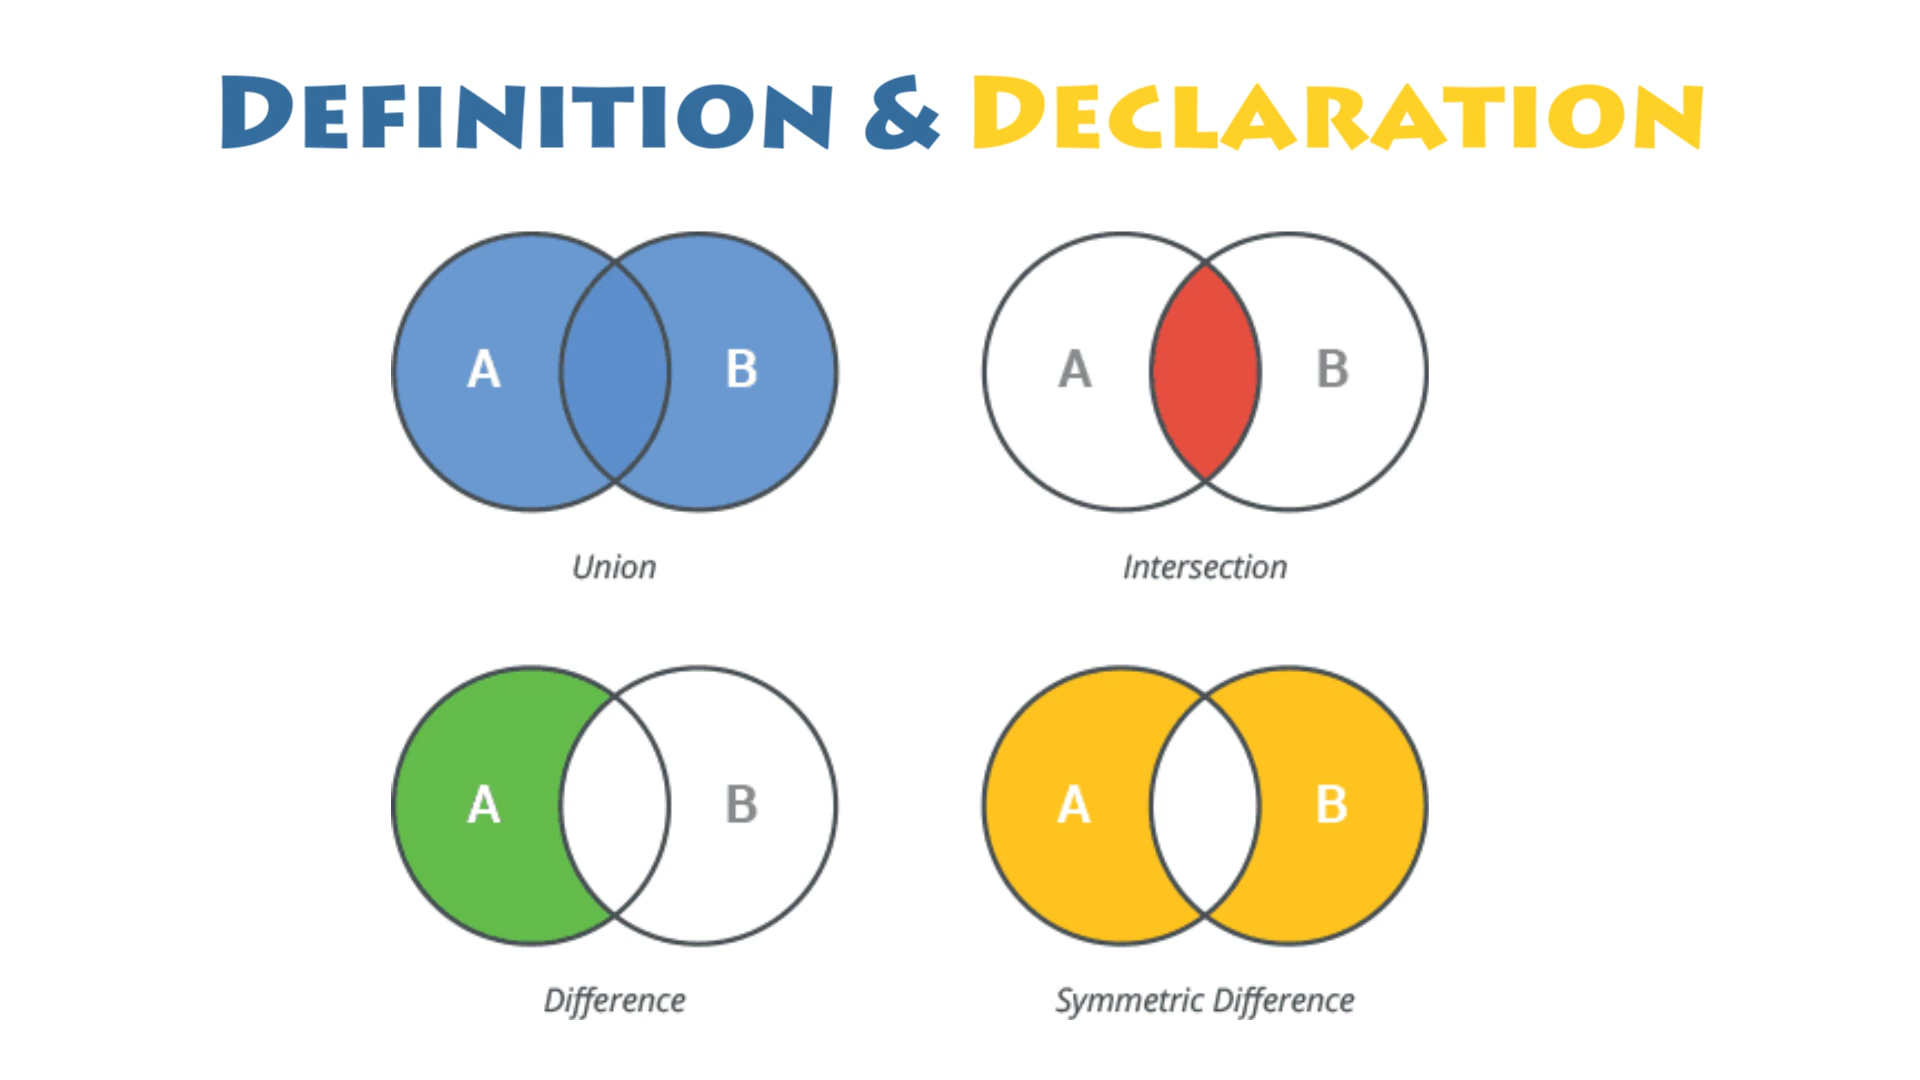 DEFINITION & DECLARATION
A B
A B
Union
Intersection
A B
A B
Difference
Symmetric Difference